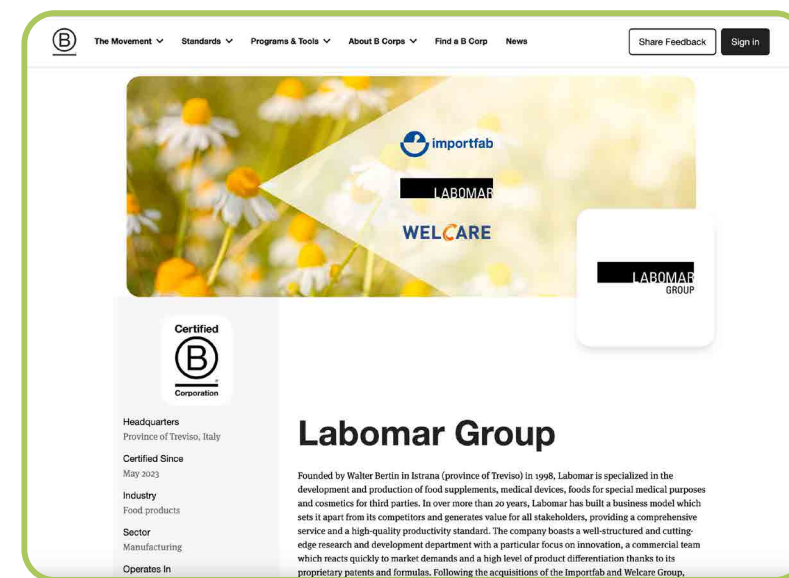 B
The Movement
Standards
Programs & Tools
About B Corps
Find a B Corp
News
Share Feedback
Sign in
importfab
LABOMAR
WELCARE
LABOMAR
GROUP
Certified
B
Corporation
Headquarters
Province of Treviso, Italy
Certified Since
May 2023
Industry
Food products
Sector
Manufacturing
Operates In
Labomar Group
Founded by Walter Bertin in Istrana (province of Treviso) in 1998, Labomar is specialized in the
development and production of food supplements, medical devices, foods for special medical purposes
and cosmetics for third parties. In over more than 20 years, Labomar has built a business model which
sets it apart from its competitors and generates value for all stakeholders, providing a comprehensive
service and a high-quality productivity standard. The company boasts a well-structured and cutting-
edge research and development department with a particular focus on innovation, a commercial team
which reacts quickly to market demands and a high level of product differentiation thanks to its
proprietary patents and formulas. Following the acquisitions of the Importfab and Welcare Group,